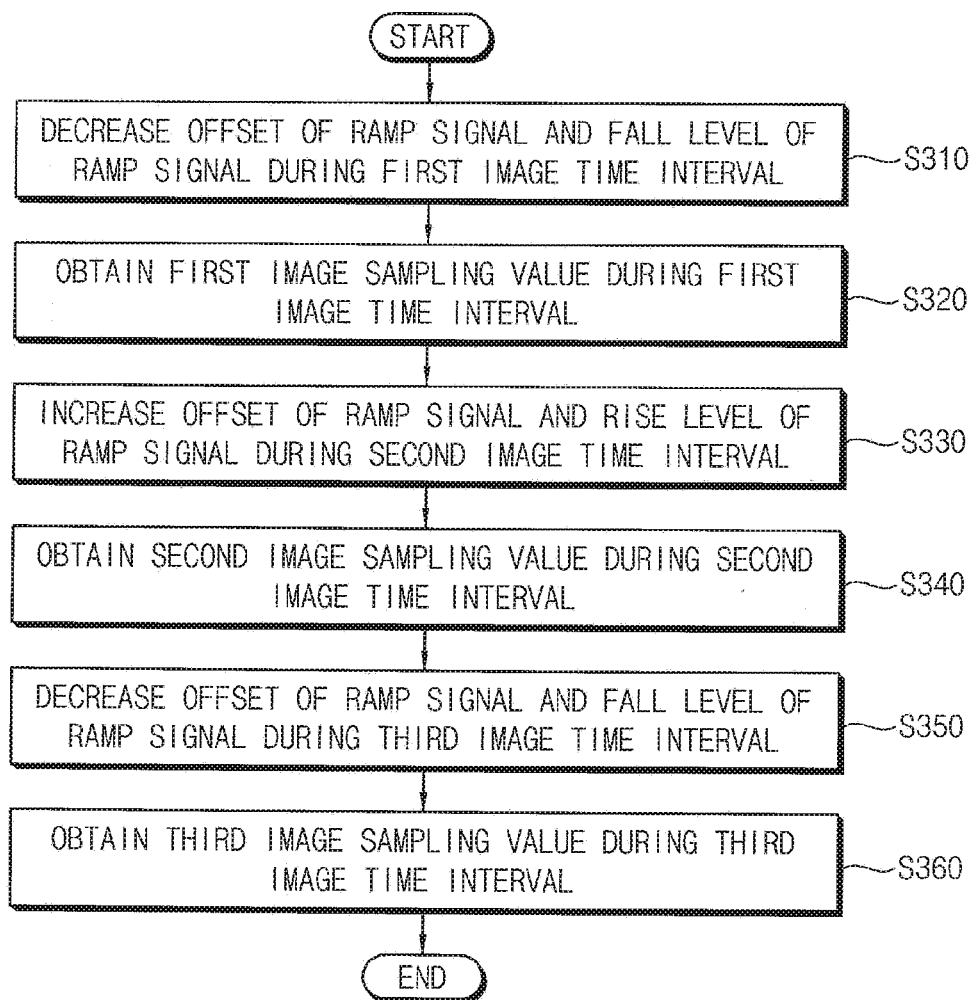 START
DECREASE OFFSET OF RAMP SIGNAL AND FALL LEVEL OF
RAMP SIGNAL DURING FIRST IMAGE TIME INTERVAL
S310
OBTAIN FIRST IMAGE SAMPLING VALUE DURING FIRST
IMAGE TIME INTERVAL
S320
INCREASE OFFSET OF RAMP SIGNAL AND RISE LEVEL OF
RAMP SIGNAL DURING SECOND IMAGE TIME INTERVAL
S330
OBTAIN SECOND IMAGE SAMPLING VALUE DURING SECOND
IMAGE TIME INTERVAL
S340
DECREASE OFFSET OF RAMP SIGNAL AND FALL LEVEL OF
RAMP SIGNAL DURING THIRD IMAGE TIME INTERVAL
S350
OBTAIN THIRD IMAGE SAMPLING VALUE DURING THIRD
IMAGE TIME INTERVAL
S360
END